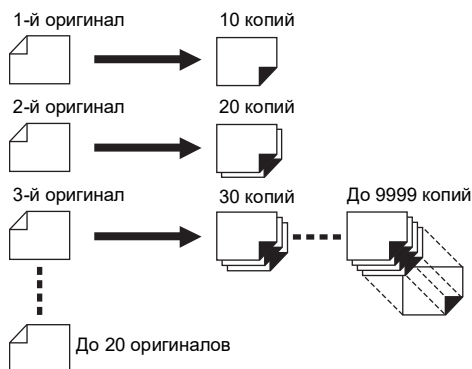 1-й оригинал
10 копий
2-й оригинал
20 копий
3-й оригинал
30 копий
До 9999 копий
До 20 оригиналов